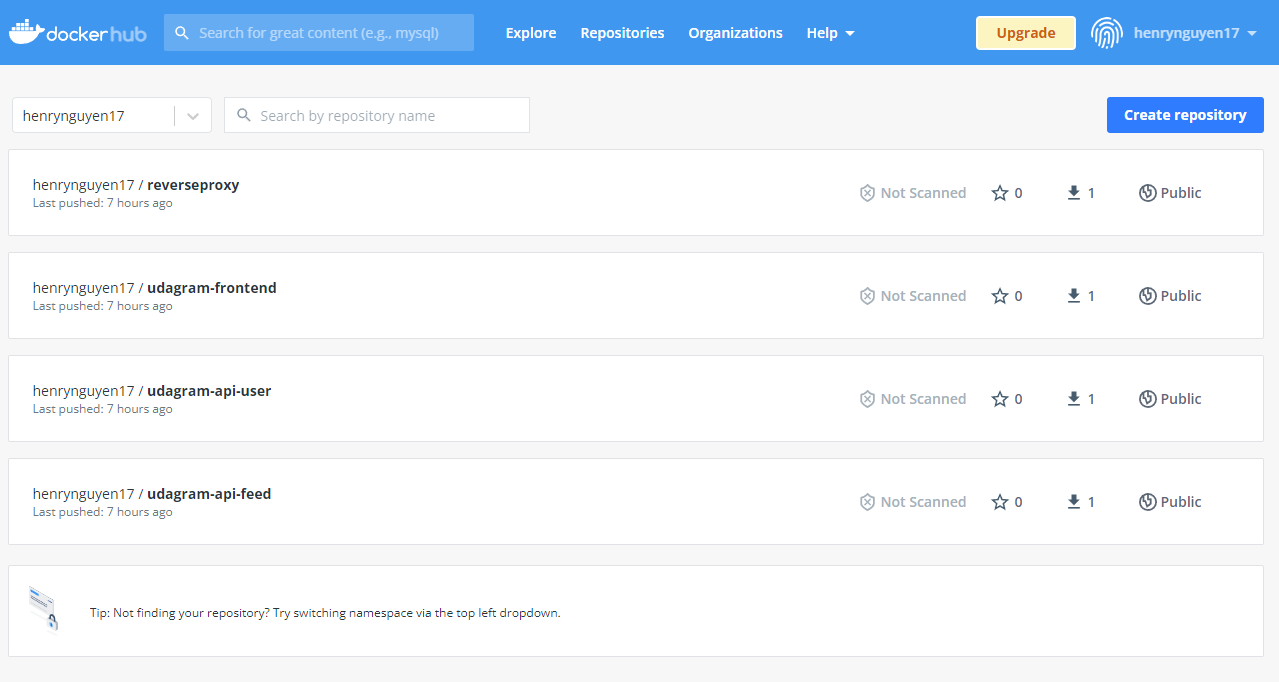 dockerhub Search for great content (e.g., mysql) Explore Repositories Organizations Help Upgrade henrynguyen17
henrynguyen17 Search by repository name Create repository
henrynguyen17 / reverseproxy
Last pushed: 7 hours ago
Not Scanned 0 1 Public
henrynguyen17 / udagram-frontend
Last pushed: 7 hours ago
Not Scanned 0 1 Public
henrynguyen17 / udagram-api-user
Last pushed: 7 hours ago
Not Scanned 0 1 Public
henrynguyen17 / udagram-api-feed
Last pushed: 7 hours ago
Not Scanned 0 1 Public
Tip: Not finding your repository? Try switching namespace via the top left dropdown.